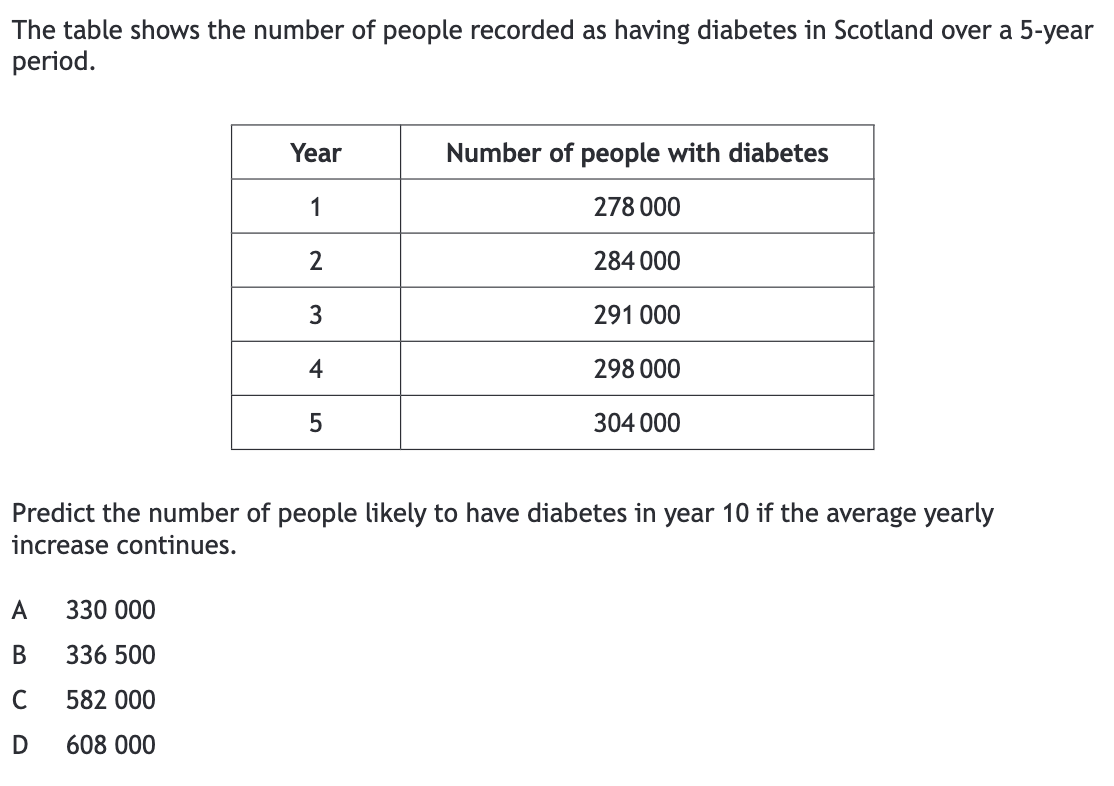 The table shows the number of people recorded as having diabetes in Scotland over a 5-year
period.
Year Number of people with diabetes
1 278 000
2 284 000
3 291 000
4 298 000
5 304 000
Predict the number of people likely to have diabetes in year 10 if the average yearly
increase continues.
A 330 000
B 336 500
C 582 000
D 608 000